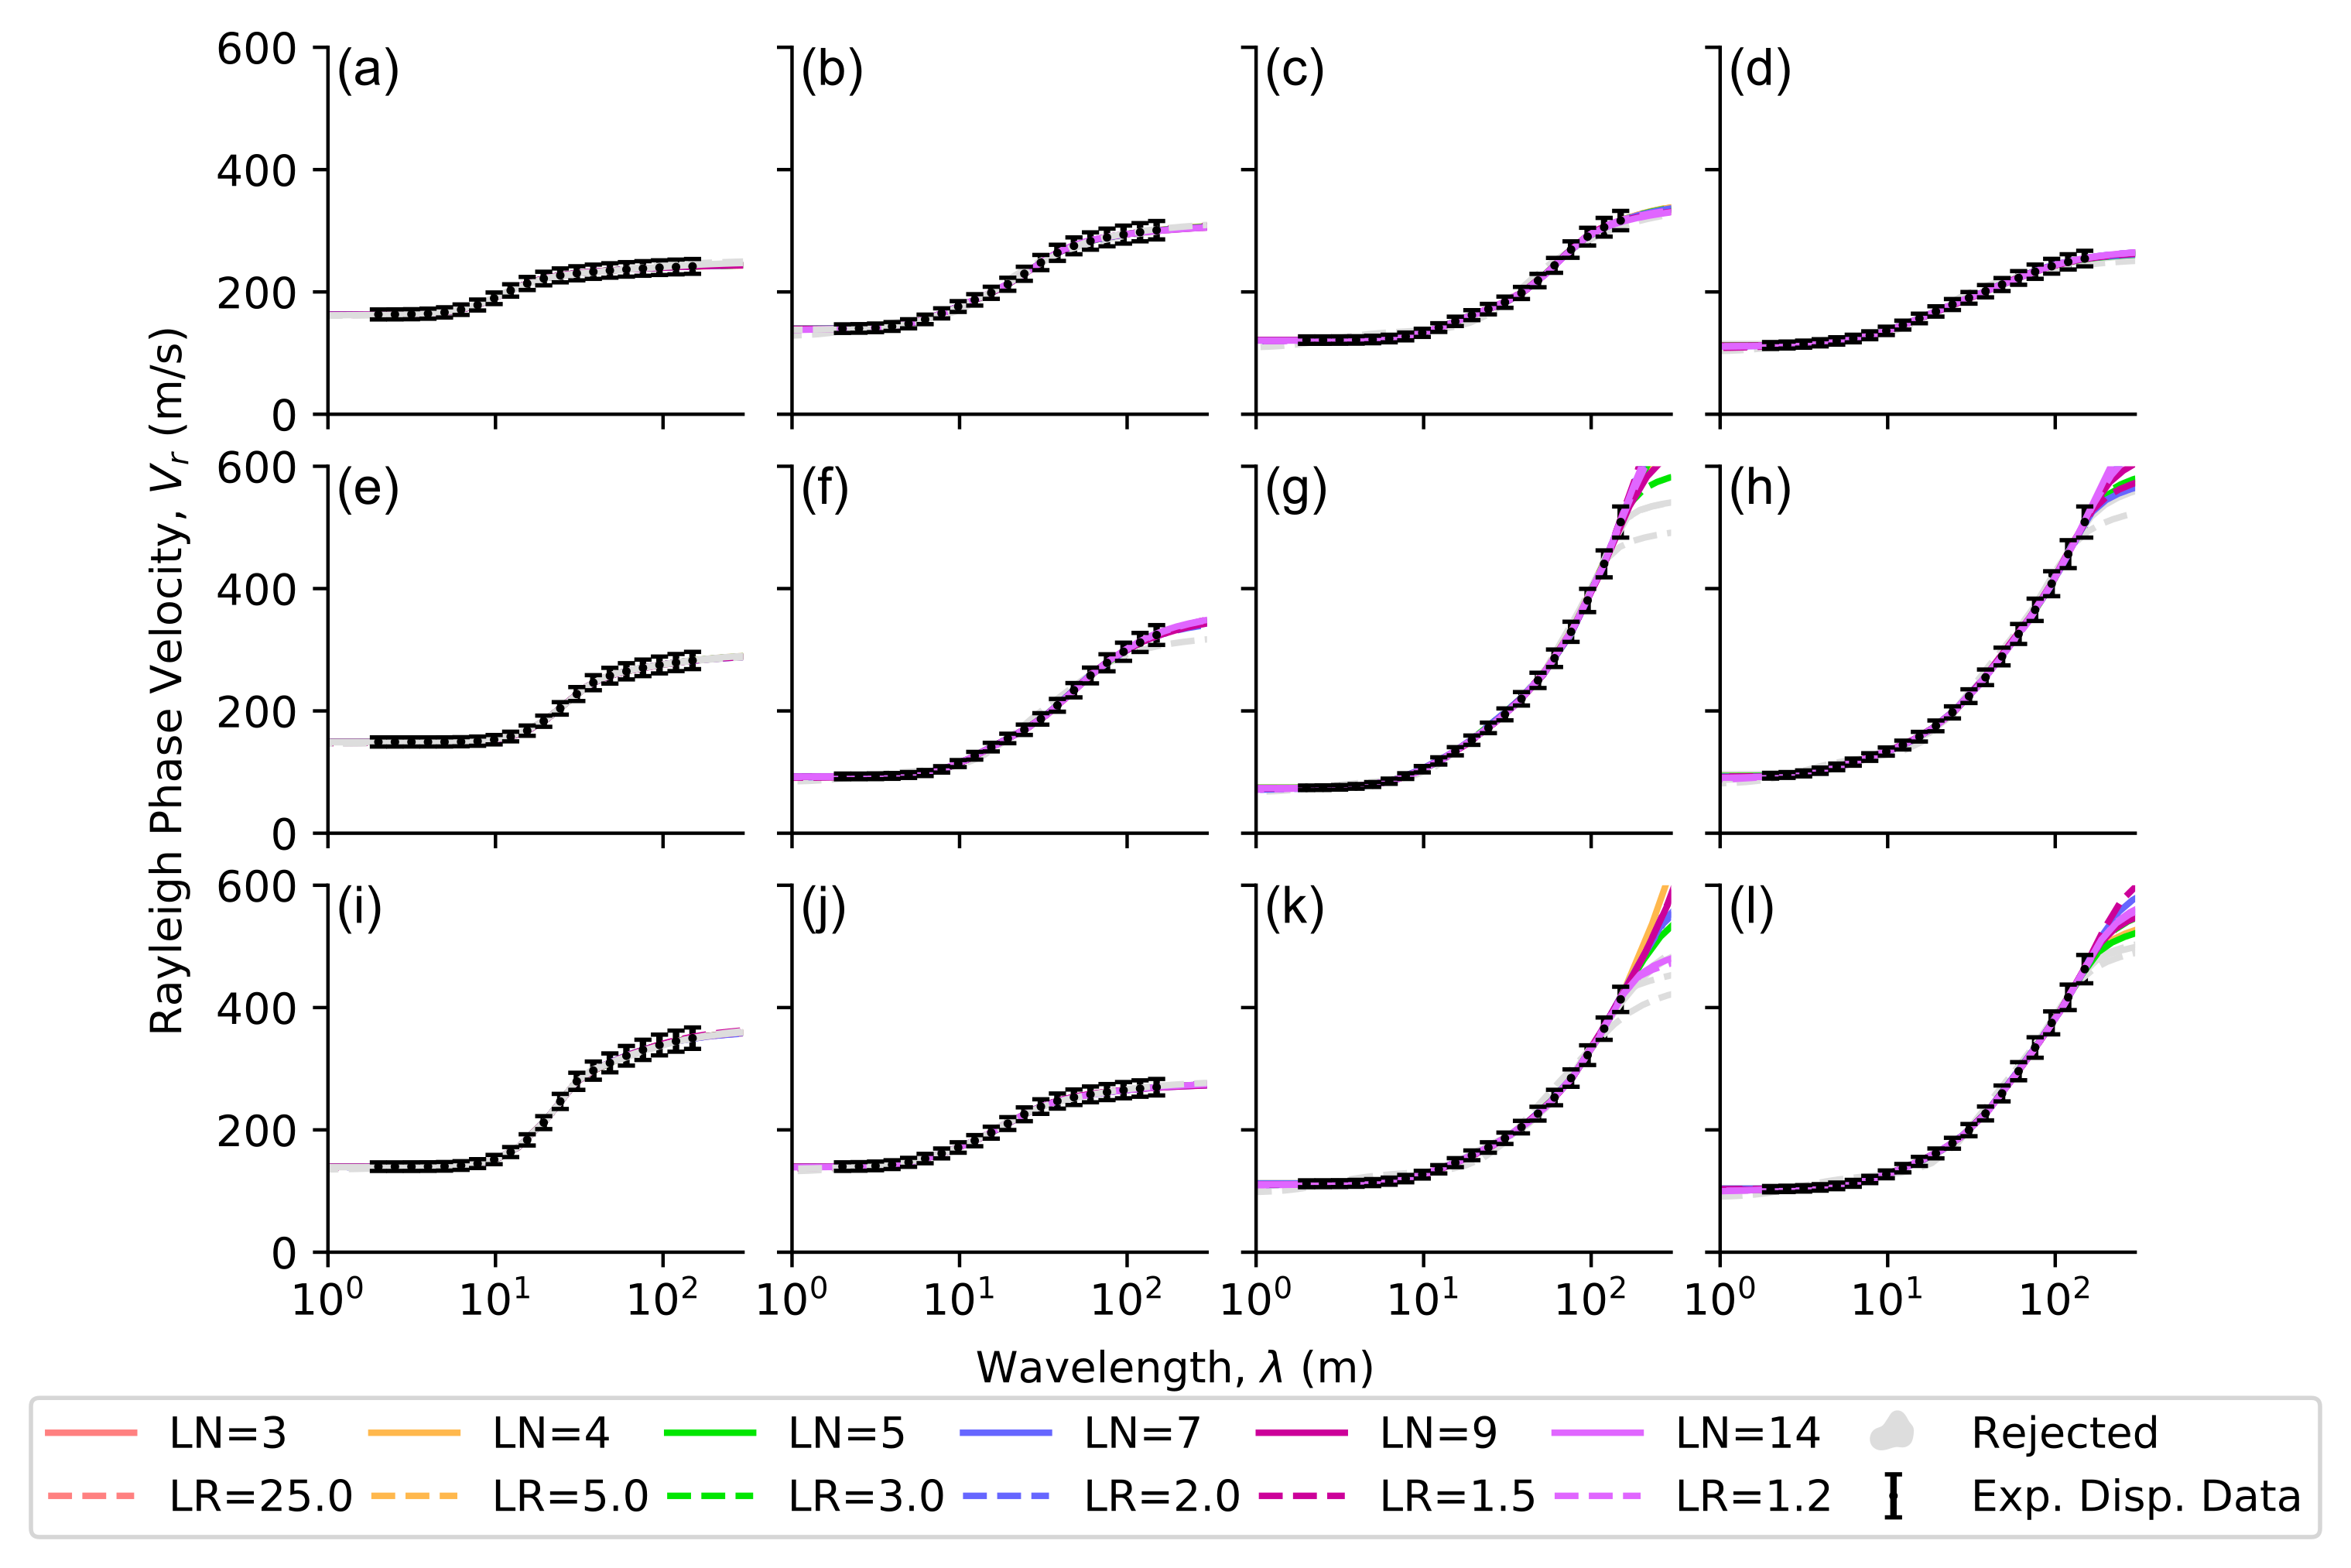 600
400
200
0
(a)
(b)
(c)
(d)
600
400
200
0
(e)
(f)
(g)
(h)
600
400
200
0
(i)
(j)
(k)
(l)
Rayleigh Phase Velocity, Vᵣ (m/s)
10⁰ 10¹ 10² 10⁰ 10¹ 10² 10⁰ 10¹ 10² 10⁰ 10¹ 10²
Wavelength, λ (m)
LN=3 LN=4 LN=5 LN=7 LN=9 LN=14 Rejected
LR=25.0 LR=5.0 LR=3.0 LR=2.0 LR=1.5 LR=1.2 Exp. Disp. Data